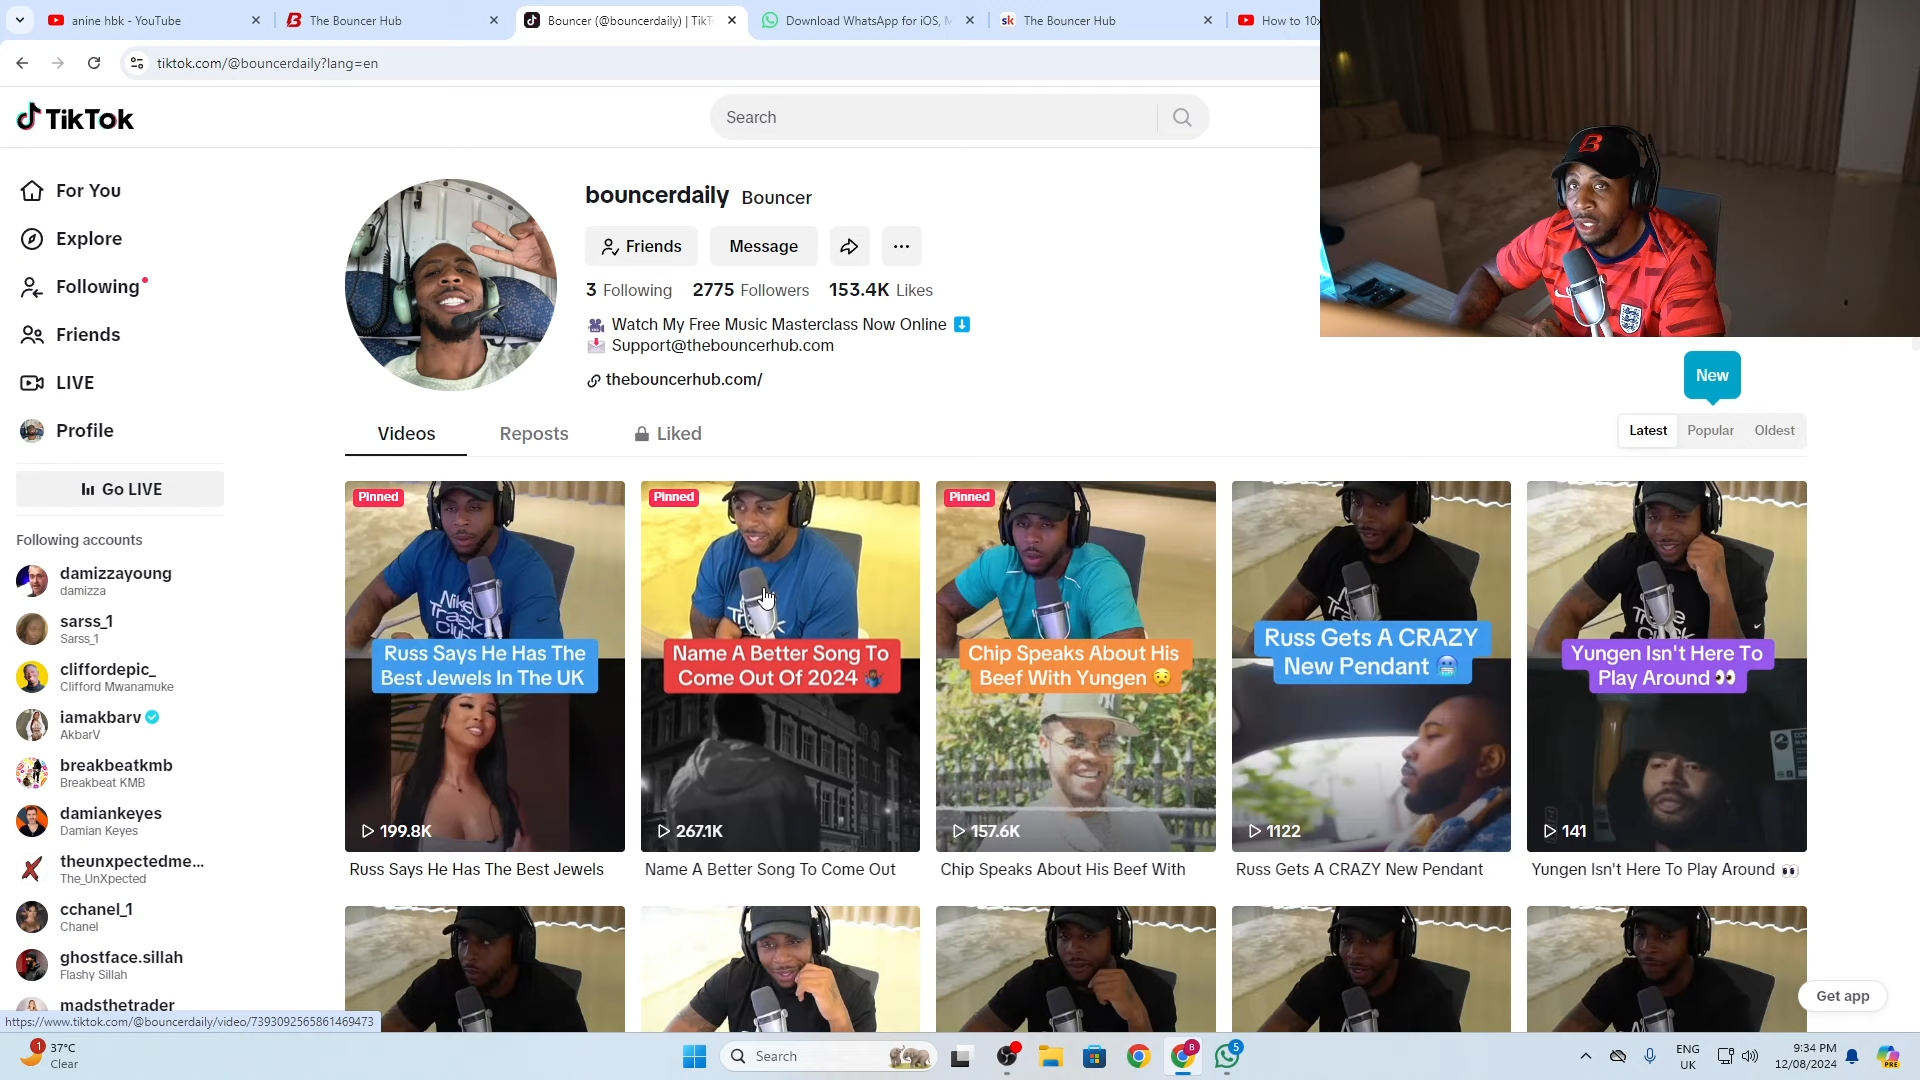 anine hbk - YouTube
The Bouncer Hub
Bouncer (@bouncerdaily) | TikT
Download WhatsApp for iOS, M
The Bouncer Hub
How to 10x
tiktok.com/@bouncerdaily?lang=en
TikTok
Search
For You
Explore
Following
Friends
LIVE
Profile
Go LIVE
Following accounts
damizzayoung
damizza
sarss_1
Sarss_1
cliffordepic_
Clifford Mwanamuke
iamakbarv
AkbarV
breakbeatkmb
Breakbeat KMB
damiankeyes
Damian Keyes
theunxpectedme...
The_UnXpected
cchanel_1
Chanel
ghostface.sillah
Flashy Sillah
madsthetrader
bouncerdaily Bouncer
Friends
Message
3 Following 2775 Followers 153.4K Likes
🎥 Watch My Free Music Masterclass Now Online ⬇️
📩 Support@thebouncerhub.com
thebouncerhub.com/
Videos
Reposts
Liked
New
Latest
Popular
Oldest
Pinned
Russ Says He Has The
Best Jewels In The UK
199.8K
Russ Says He Has The Best Jewels
Pinned
Name A Better Song To
Come Out Of 2024 🤷🏿‍♂️
267.1K
Name A Better Song To Come Out
Pinned
Chip Speaks About His
Beef With Yungen 😧
157.6K
Chip Speaks About His Beef With
Russ Gets A CRAZY
New Pendant 🥶
1122
Russ Gets A CRAZY New Pendant
Yungen Isn't Here To
Play Around 👀
141
Yungen Isn't Here To Play Around 👀
Get app
https://www.tiktok.com/@bouncerdaily/video/7393092565861469473
1
37°C
Clear
Search
B
5
ENG
UK
9:34 PM
12/08/2024
PRE